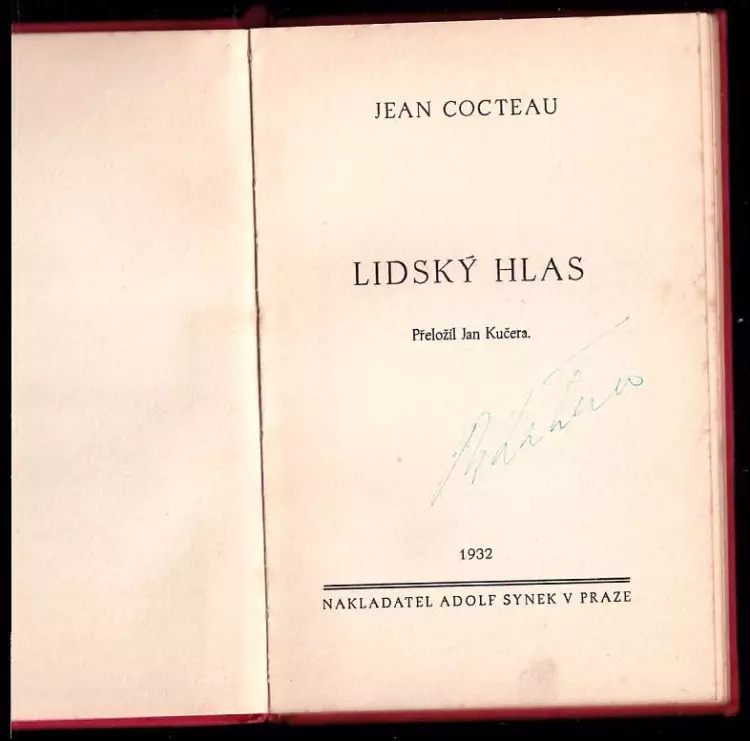 JEAN COCTEAU
LIDSKÝ HLAS
Přeložil Jan Kučera.
1932
NAKLADATEL ADOLF SYNEK V PRAZE